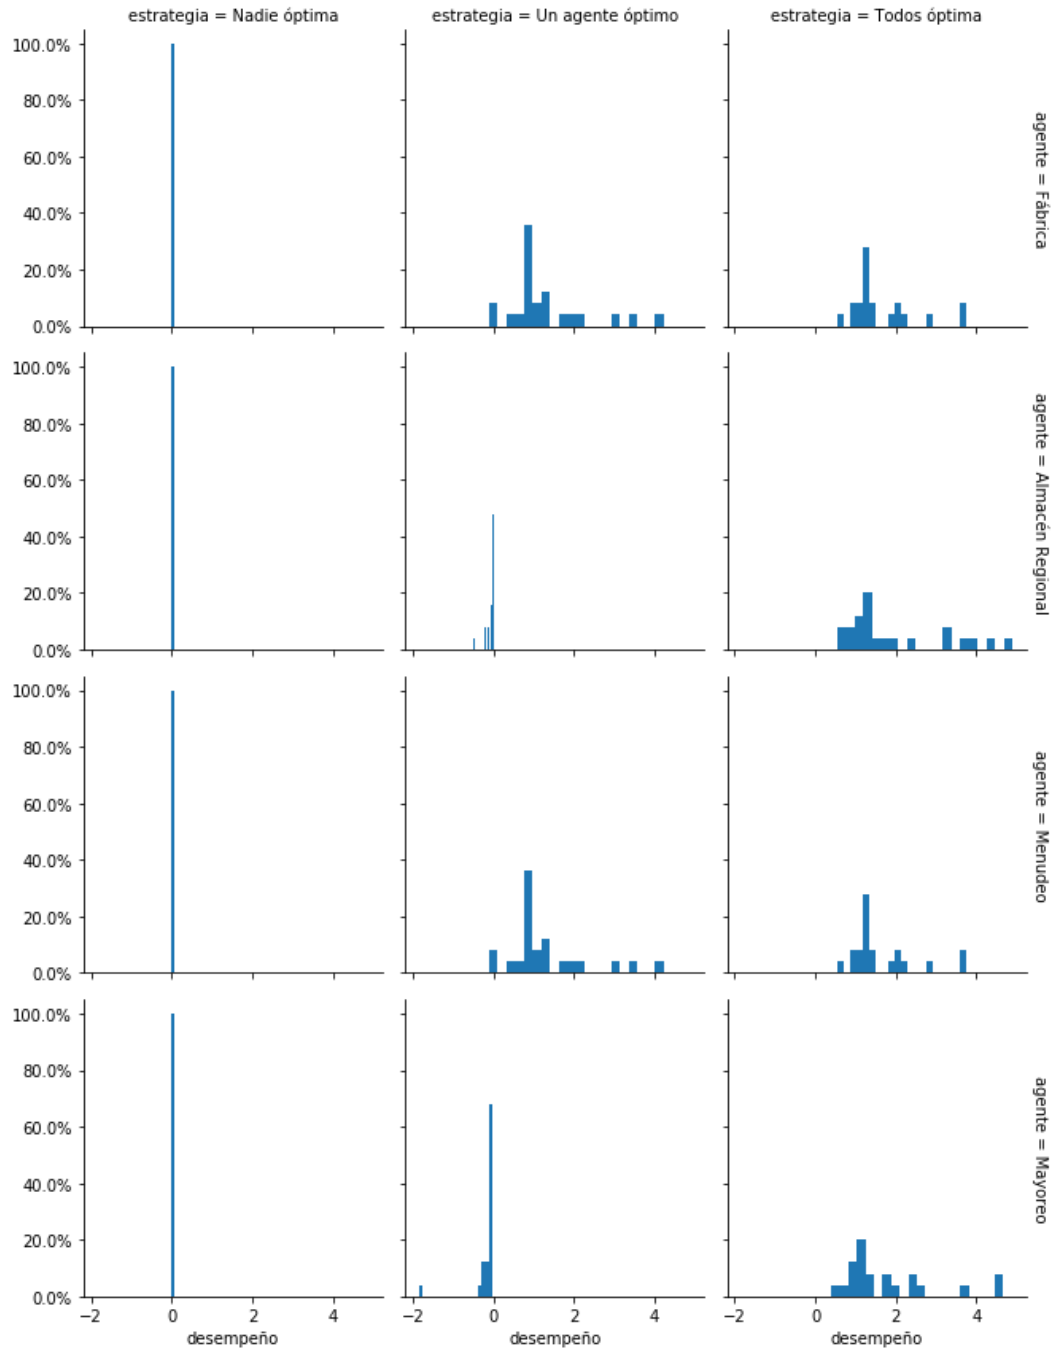 estrategia = Nadie óptima
estrategia = Un agente óptimo
estrategia = Todos óptima
100.0%
80.0%
60.0%
40.0%
20.0%
0.0%
agente = Fábrica
100.0%
80.0%
60.0%
40.0%
20.0%
0.0%
agente = Almacén Regional
100.0%
80.0%
60.0%
40.0%
20.0%
0.0%
agente = Menudeo
100.0%
80.0%
60.0%
40.0%
20.0%
0.0%
agente = Mayoreo
−2 0 2 4
−2 0 2 4
−2 0 2 4
desempeño
desempeño
desempeño